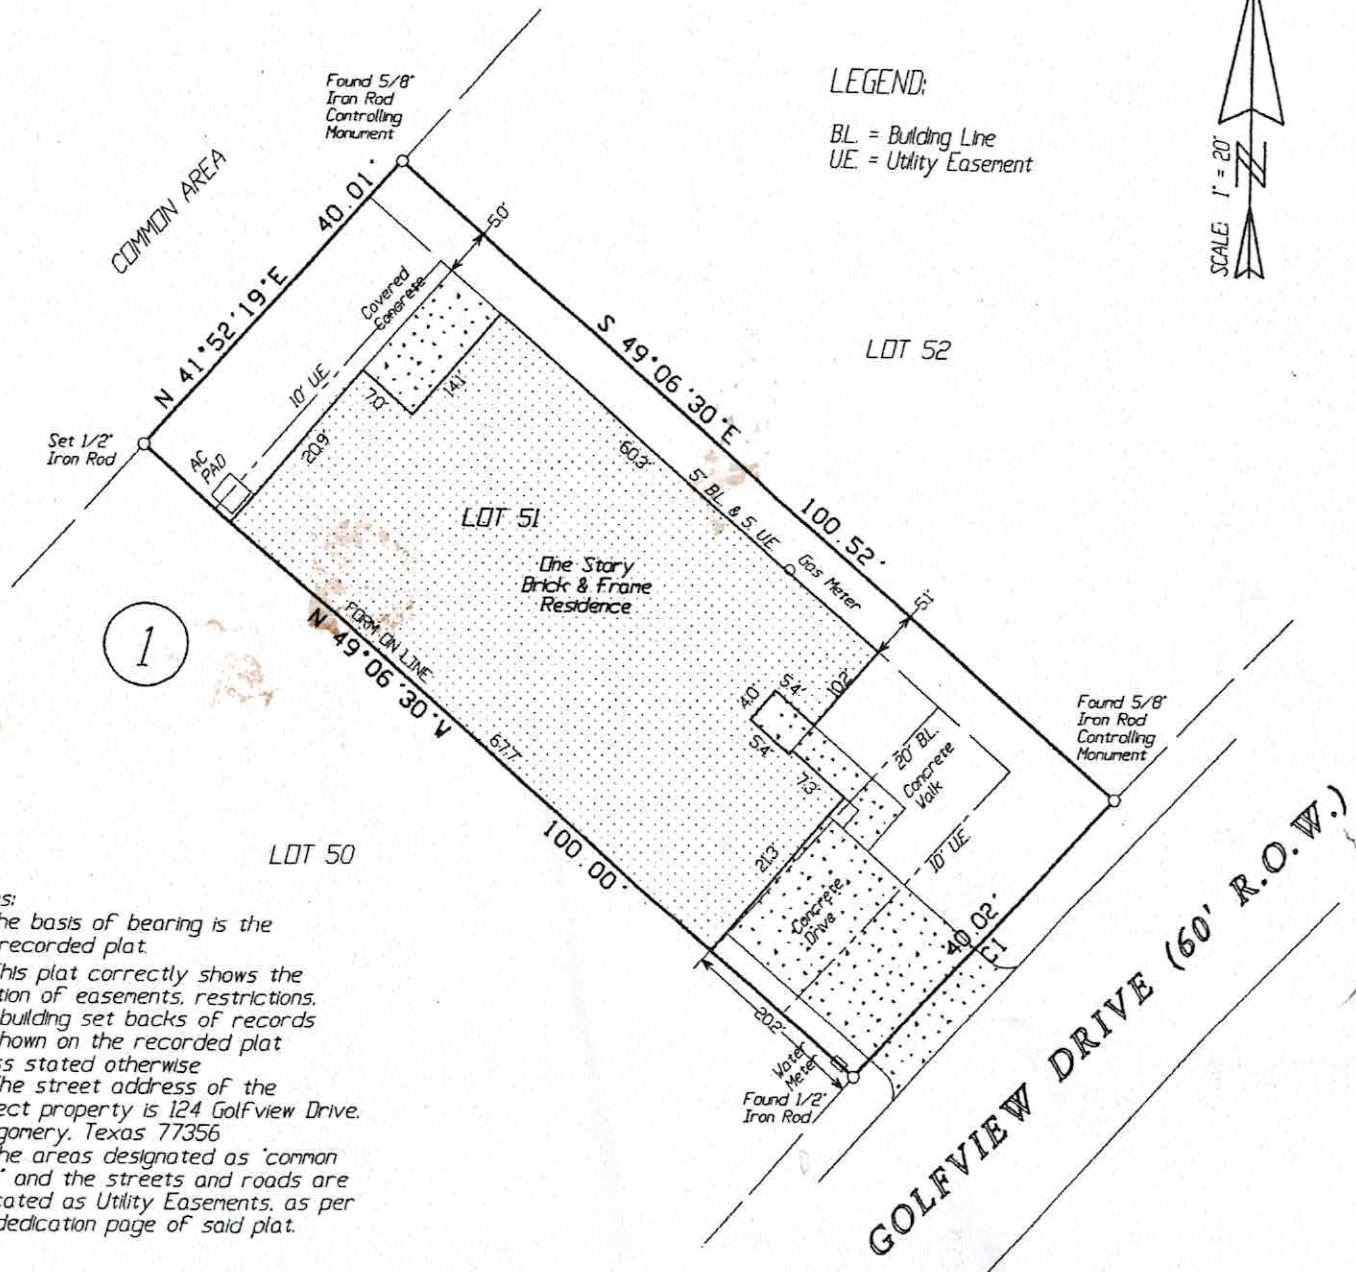 Found 5/8"
Iron Rod
Controlling
Monument
COMMON AREA
N 41°52'19"E
40.01'
5.0'
LEGEND:
B.L. = Building Line
U.E. = Utility Easement
SCALE: 1" = 20'
N
Covered
Concrete
10' U.E.
7.0'
14.1'
20.9'
Set 1/2"
Iron Rod
AC
PAD
S 49°06'30"E
100.52'
LOT 52
60.3'
5' B.L. & 5' U.E.
Gas Meter
5.1'
LOT 51
One Story
Brick & Frame
Residence
1
FORM ON LINE
N 49°06'30"W
67.7'
100.00'
4.0'
5.4'
10.2'
5.4'
7.3'
20' B.L.
Concrete
Walk
Found 5/8"
Iron Rod
Controlling
Monument
LOT 50
21.3'
10' U.E.
Concrete
Drive
40.02'
C1
20.2'
Water
Meter
Found 1/2"
Iron Rod
GOLFVIEW DRIVE (60' R.O.W.)
s:
he basis of bearing is the
recorded plat.
his plat correctly shows the
tion of easements, restrictions,
building set backs of records
hown on the recorded plat
ss stated otherwise
he street address of the
ect property is 124 Golfview Drive,
gomery, Texas 77356
he areas designated as "common
" and the streets and roads are
cated as Utility Easements, as per
dedication page of said plat.